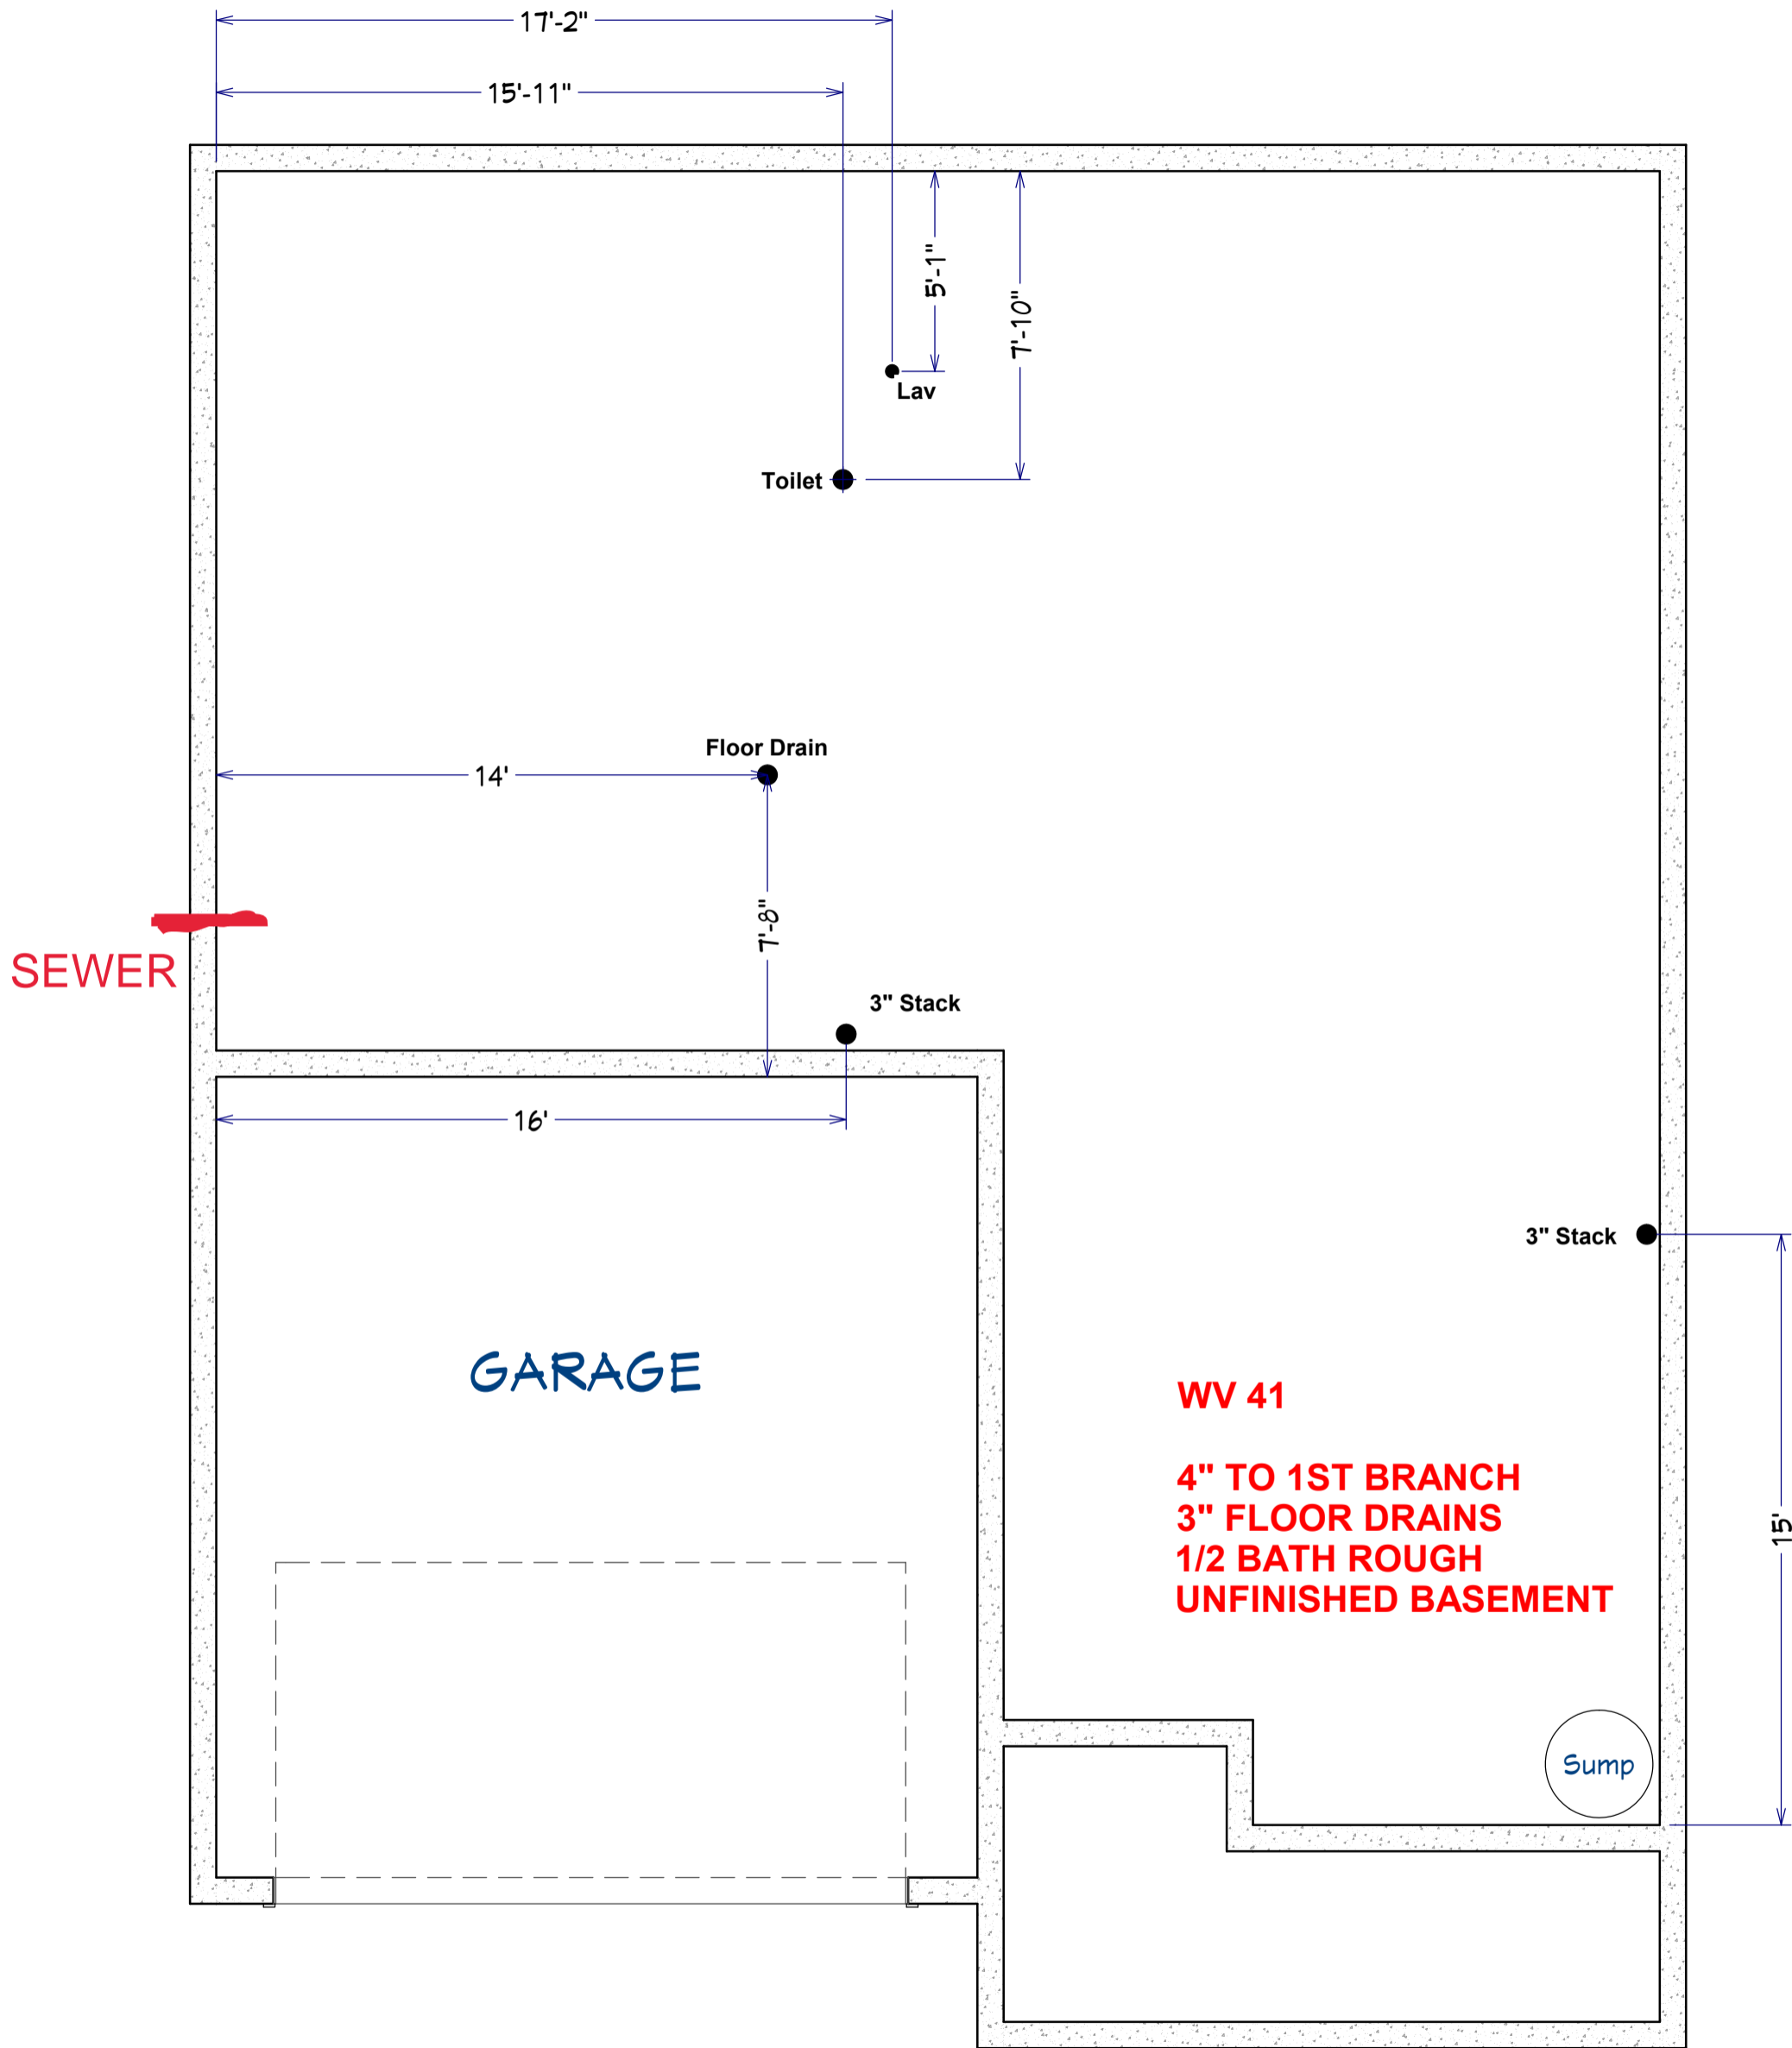 17'-2"
15'-11"
5'-1"
7'-10"
Lav
Toilet
Floor Drain
14'
7'-8"
SEWER
3" Stack
16'
3" Stack
GARAGE
WV 41
4" TO 1ST BRANCH
3" FLOOR DRAINS
1/2 BATH ROUGH
UNFINISHED BASEMENT
15'
Sump